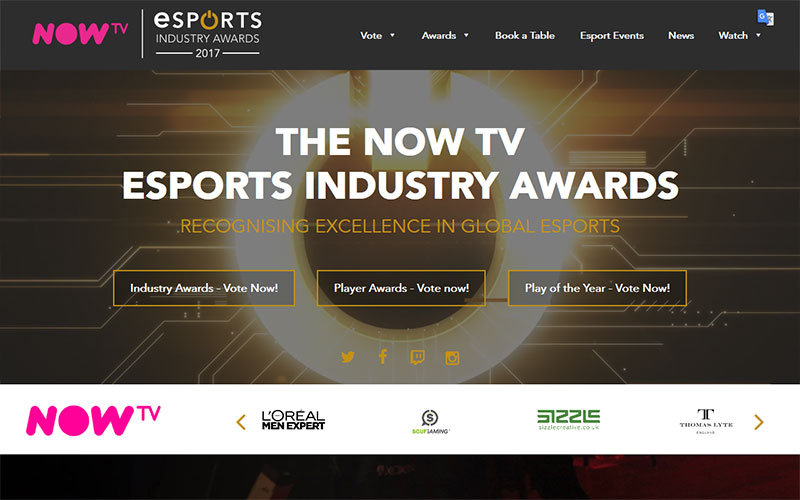 NOW TV
eSPORTS
INDUSTRY AWARDS
2017
Vote
Awards
Book a Table
Esport Events
News
Watch
THE NOW TV
ESPORTS INDUSTRY AWARDS
RECOGNISING EXCELLENCE IN GLOBAL ESPORTS
Industry Awards - Vote Now!
Player Awards - Vote now!
Play of the Year - Vote Now!
NOW TV
L'ORÉAL
MEN EXPERT
SCUFGAMING
SIZZLE
sizzlecreative.co.uk
THOMAS LYTE
ENGLAND